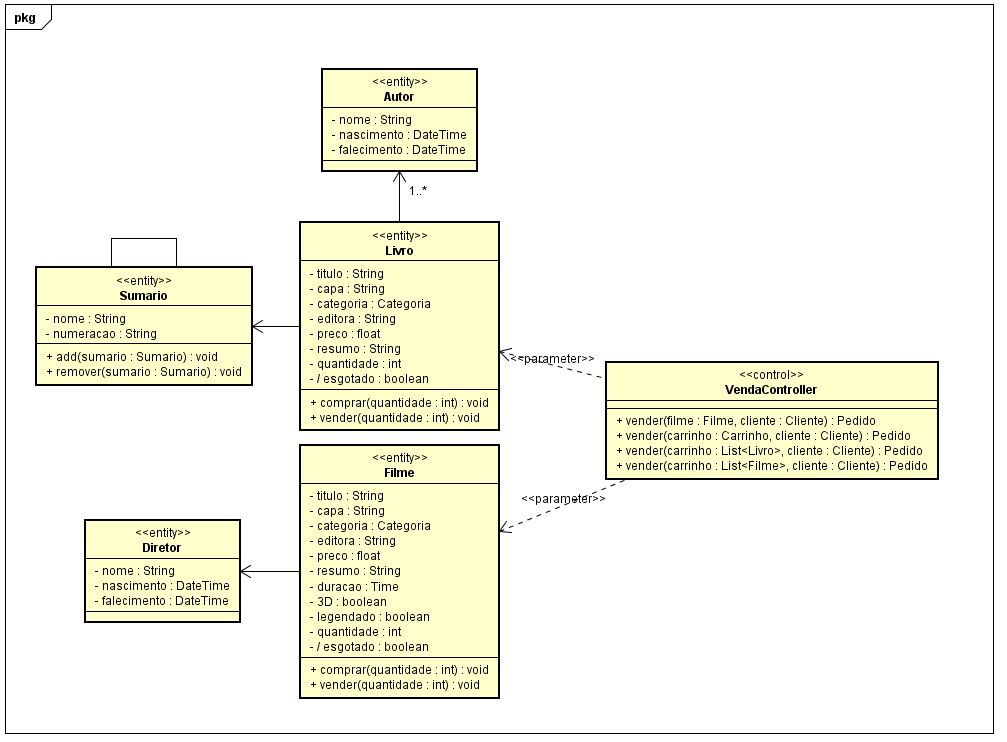 pkg
<<entity>>
Autor
- nome : String
- nascimento : DateTime
- falecimento : DateTime
1..*
<<entity>>
Livro
- titulo : String
- capa : String
- categoria : Categoria
- editora : String
- preco : float
- resumo : String
- quantidade : int
- / esgotado : boolean
+ comprar(quantidade : int) : void
+ vender(quantidade : int) : void
<<entity>>
Sumario
- nome : String
- numeracao : String
+ add(sumario : Sumario) : void
+ remover(sumario : Sumario) : void
<<parameter>>
<<control>>
VendaController
+ vender(filme : Filme, cliente : Cliente) : Pedido
+ vender(carrinho : Carrinho, cliente : Cliente) : Pedido
+ vender(carrinho : List<Livro>, cliente : Cliente) : Pedido
+ vender(carrinho : List<Filme>, cliente : Cliente) : Pedido
<<parameter>>
<<entity>>
Filme
- titulo : String
- capa : String
- categoria : Categoria
- editora : String
- preco : float
- resumo : String
- duracao : Time
- 3D : boolean
- legendado : boolean
- quantidade : int
- / esgotado : boolean
+ comprar(quantidade : int) : void
+ vender(quantidade : int) : void
<<entity>>
Diretor
- nome : String
- nascimento : DateTime
- falecimento : DateTime